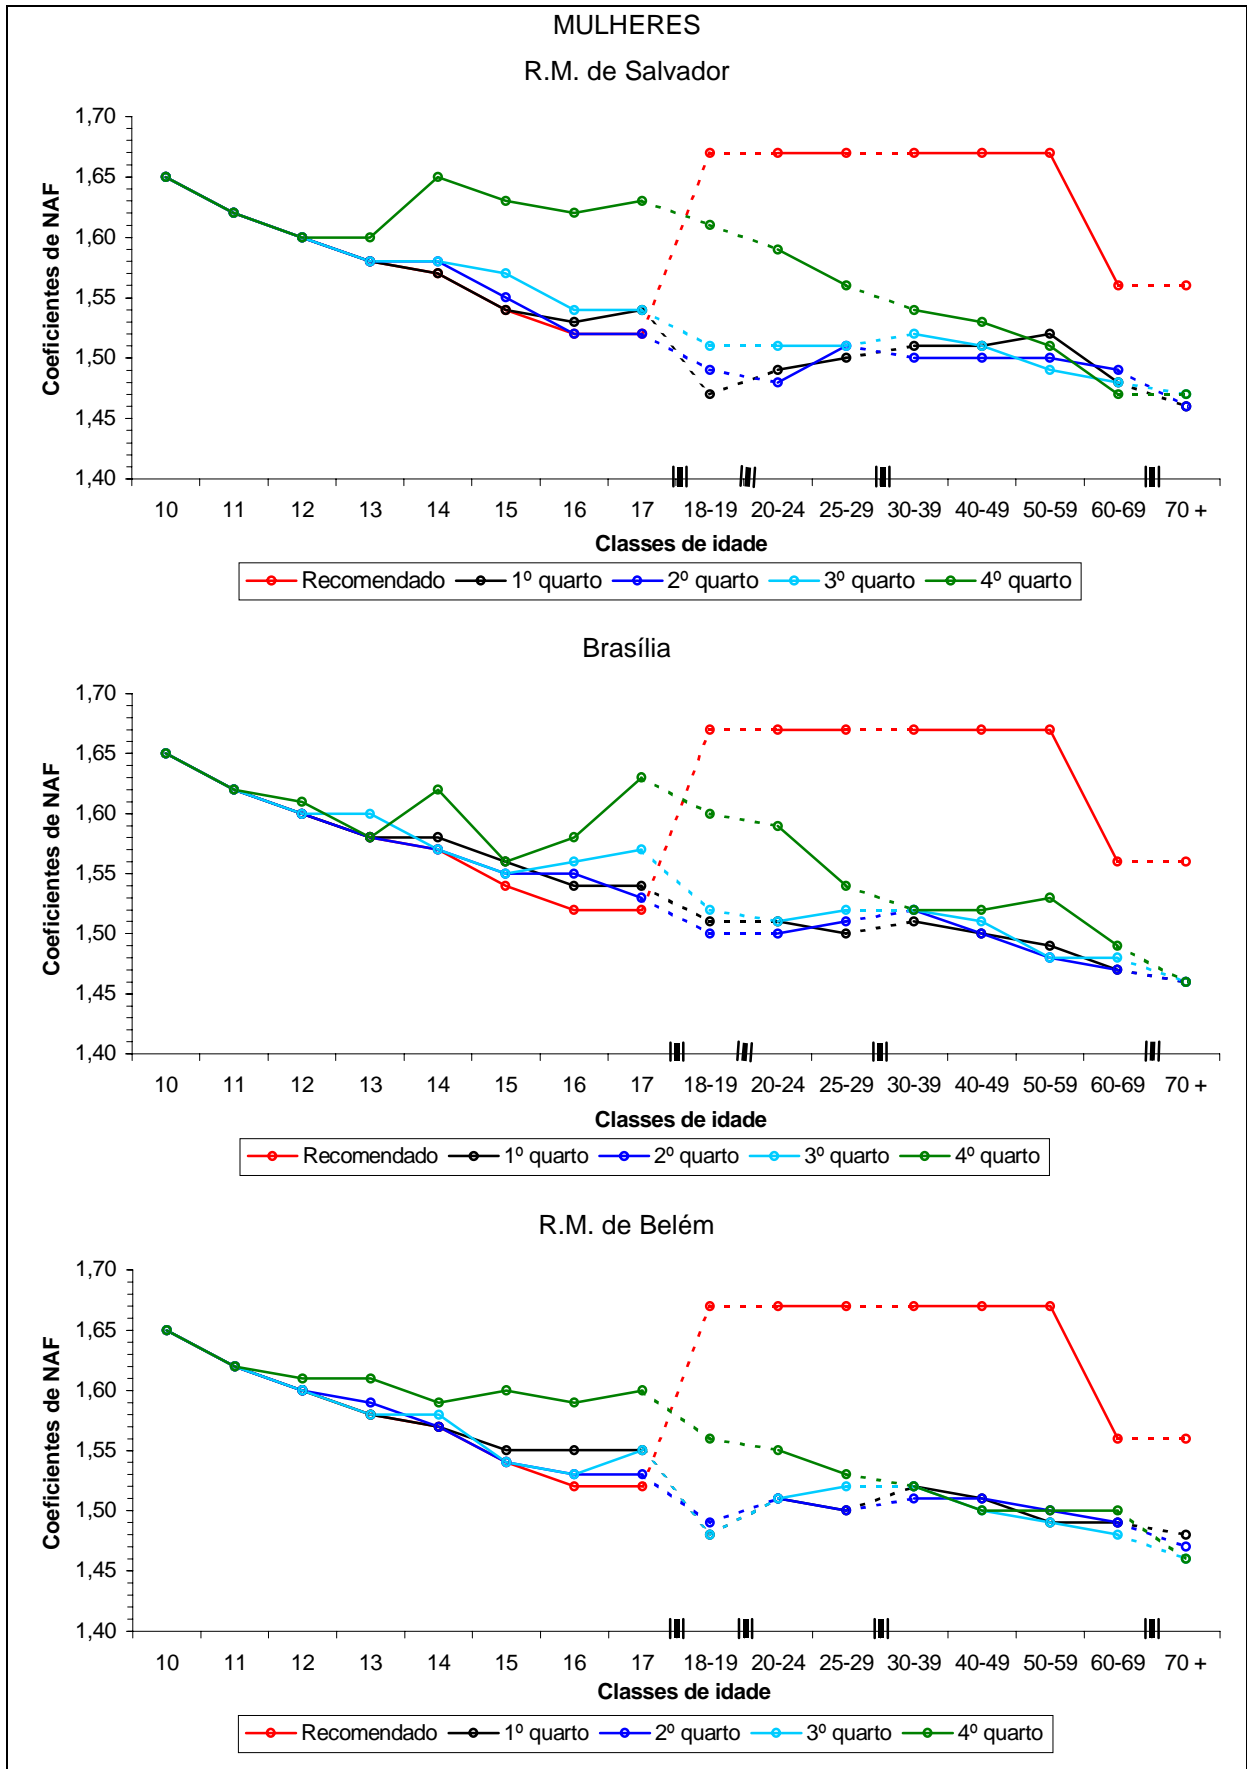 MULHERES
R.M. de Salvador
Coeficientes de NAF
1,70
1,65
1,60
1,55
1,50
1,45
1,40
10 11 12 13 14 15 16 17 18-19 20-24 25-29 30-39 40-49 50-59 60-69 70 +
Classes de idade
Recomendado 1º quarto 2º quarto 3º quarto 4º quarto
Brasília
Coeficientes de NAF
1,70
1,65
1,60
1,55
1,50
1,45
1,40
10 11 12 13 14 15 16 17 18-19 20-24 25-29 30-39 40-49 50-59 60-69 70 +
Classes de idade
Recomendado 1º quarto 2º quarto 3º quarto 4º quarto
R.M. de Belém
Coeficientes de NAF
1,70
1,65
1,60
1,55
1,50
1,45
1,40
10 11 12 13 14 15 16 17 18-19 20-24 25-29 30-39 40-49 50-59 60-69 70 +
Classes de idade
Recomendado 1º quarto 2º quarto 3º quarto 4º quarto